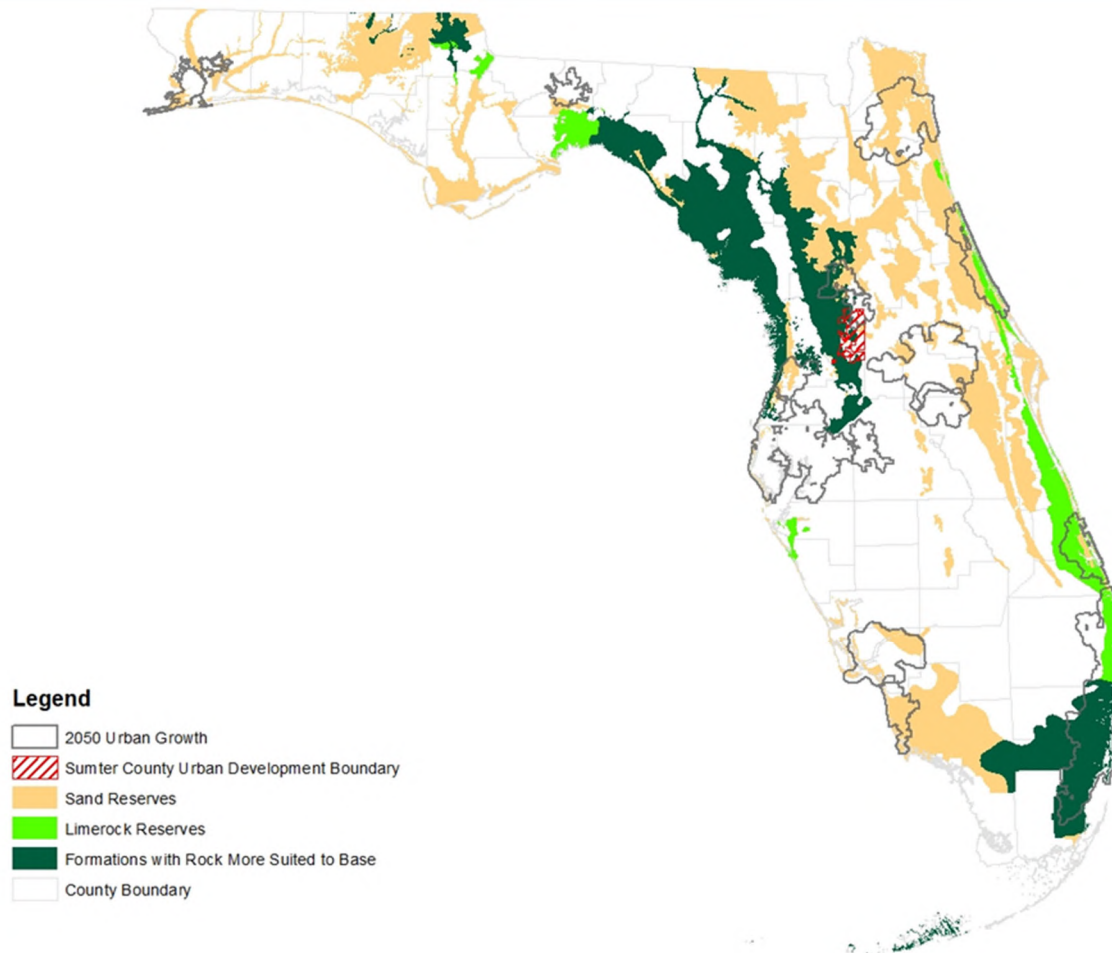 Legend
2050 Urban Growth
Sumter County Urban Development Boundary
Sand Reserves
Limerock Reserves
Formations with Rock More Suited to Base
County Boundary